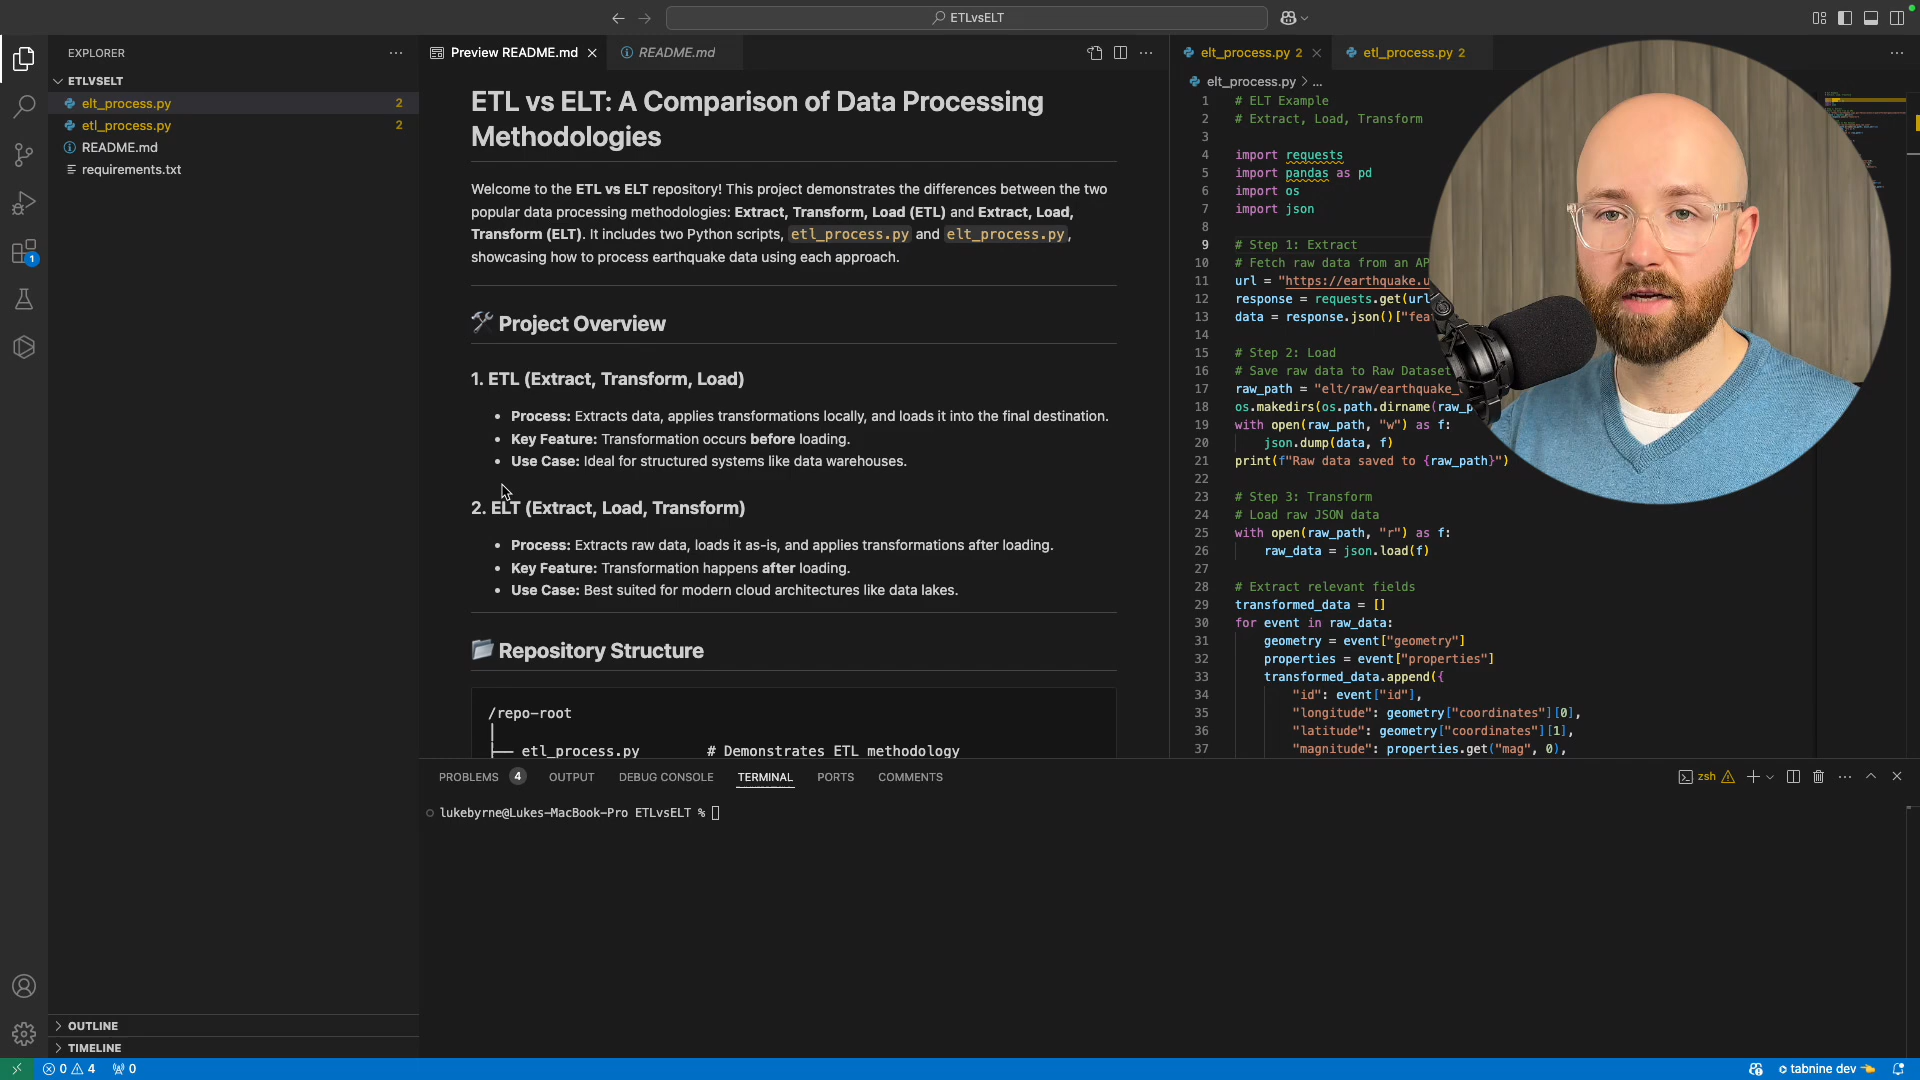 ETLvsELT
EXPLORER
ETLVSELT
elt_process.py 2
etl_process.py 2
README.md
requirements.txt
OUTLINE
TIMELINE
Preview README.md
README.md
ETL vs ELT: A Comparison of Data Processing
Methodologies
Welcome to the ETL vs ELT repository! This project demonstrates the differences between the two
popular data processing methodologies: Extract, Transform, Load (ETL) and Extract, Load,
Transform (ELT). It includes two Python scripts, etl_process.py and elt_process.py,
showcasing how to process earthquake data using each approach.
🛠 Project Overview
1. ETL (Extract, Transform, Load)
• Process: Extracts data, applies transformations locally, and loads it into the final destination.
• Key Feature: Transformation occurs before loading.
• Use Case: Ideal for structured systems like data warehouses.
2. ELT (Extract, Load, Transform)
• Process: Extracts raw data, loads it as-is, and applies transformations after loading.
• Key Feature: Transformation happens after loading.
• Use Case: Best suited for modern cloud architectures like data lakes.
📂 Repository Structure
/repo-root
│
├── etl_process.py # Demonstrates ETL methodology
elt_process.py 2
etl_process.py 2
elt_process.py > ...
1 # ELT Example
2 # Extract, Load, Transform
3
4 import requests
5 import pandas as pd
6 import os
7 import json
8
9 # Step 1: Extract
10 # Fetch raw data from an AP
11 url = "https://earthquake.u
12 response = requests.get(url
13 data = response.json()["fea
14
15 # Step 2: Load
16 # Save raw data to Raw Dataset
17 raw_path = "elt/raw/earthquake_
18 os.makedirs(os.path.dirname(raw_p
19 with open(raw_path, "w") as f:
20 json.dump(data, f)
21 print(f"Raw data saved to {raw_path}")
22
23 # Step 3: Transform
24 # Load raw JSON data
25 with open(raw_path, "r") as f:
26 raw_data = json.load(f)
27
28 # Extract relevant fields
29 transformed_data = []
30 for event in raw_data:
31 geometry = event["geometry"]
32 properties = event["properties"]
33 transformed_data.append({
34 "id": event["id"],
35 "longitude": geometry["coordinates"][0],
36 "latitude": geometry["coordinates"][1],
37 "magnitude": properties.get("mag", 0),
PROBLEMS 4 OUTPUT DEBUG CONSOLE TERMINAL PORTS COMMENTS
zsh
lukebyrne@Lukes-MacBook-Pro ETLvsELT %
1
0 4 0
tabnine dev 👈